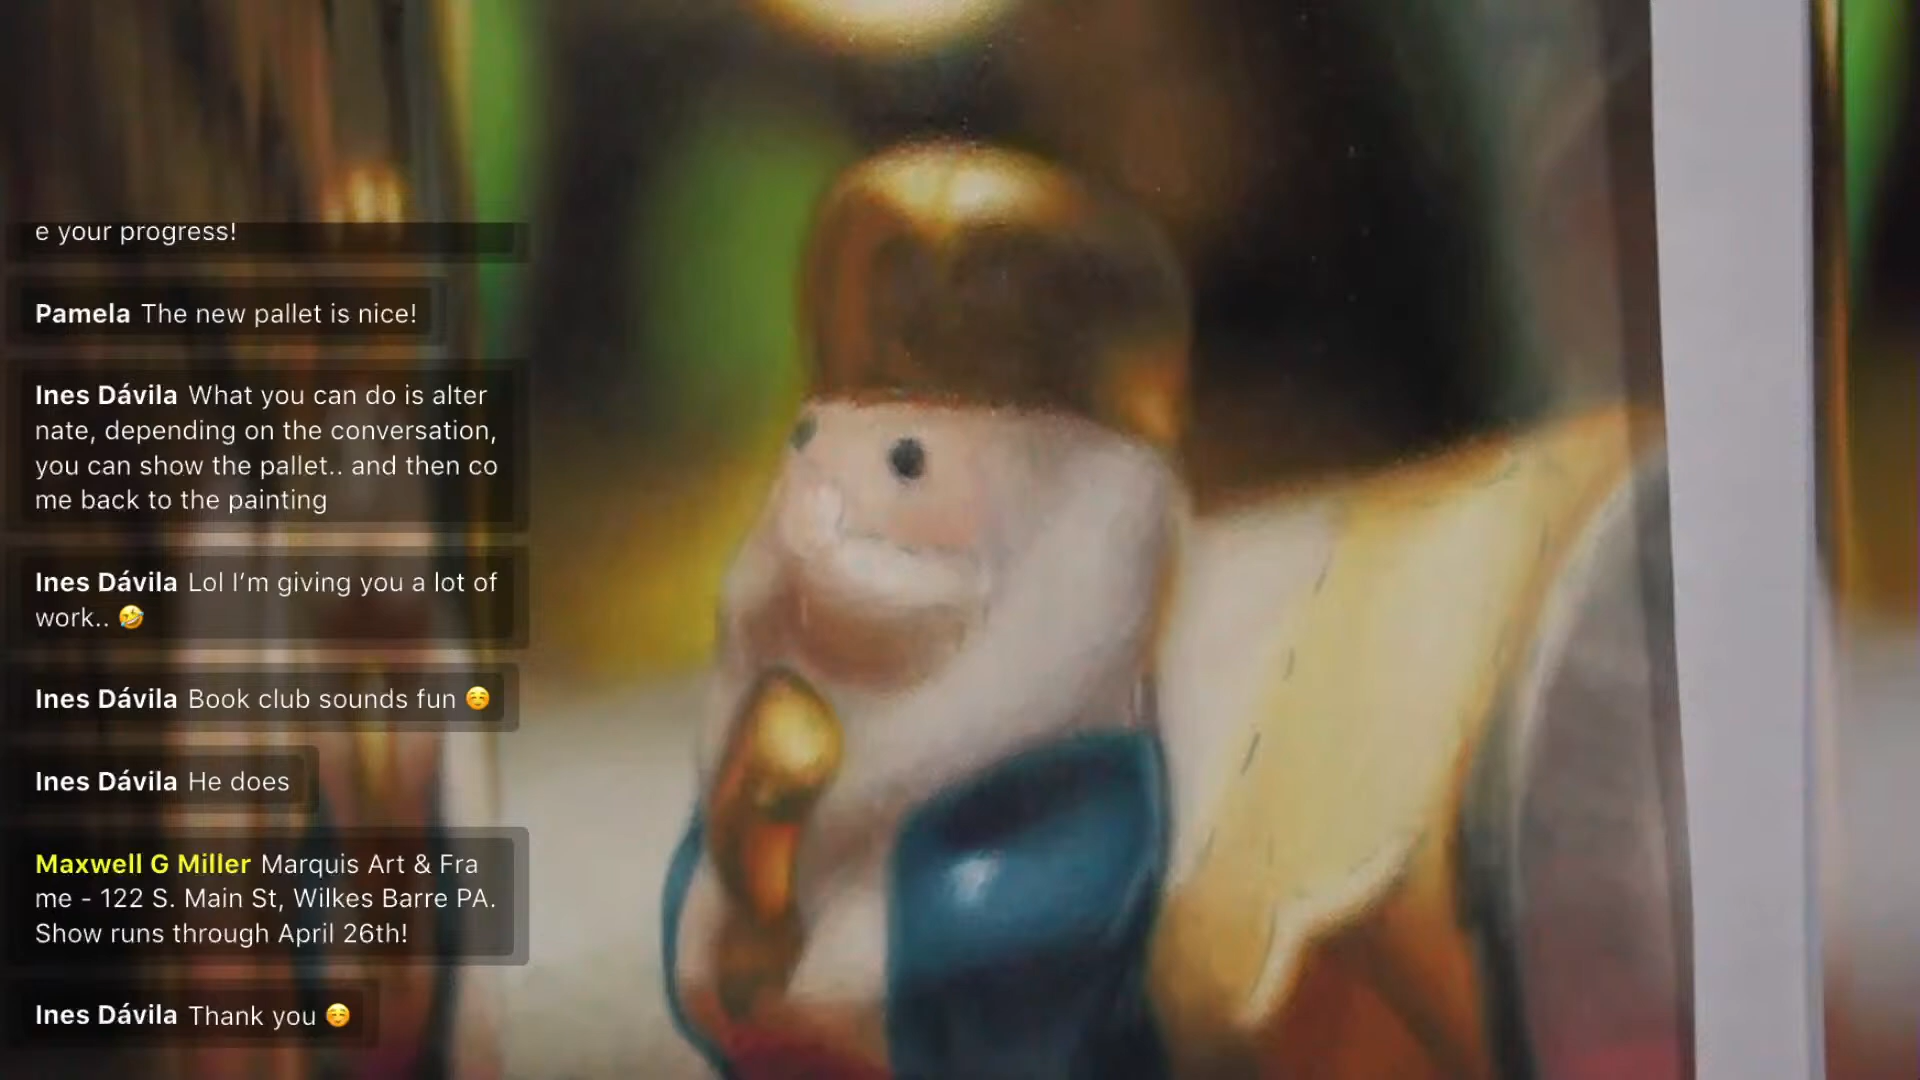 e your progress!
Pamela The new pallet is nice!
Ines Dávila What you can do is alter
nate, depending on the conversation,
you can show the pallet.. and then co
me back to the painting
Ines Dávila Lol I'm giving you a lot of
work.. 🤣
Ines Dávila Book club sounds fun ☺️
Ines Dávila He does
Maxwell G Miller Marquis Art & Fra
me - 122 S. Main St, Wilkes Barre PA.
Show runs through April 26th!
Ines Dávila Thank you ☺️